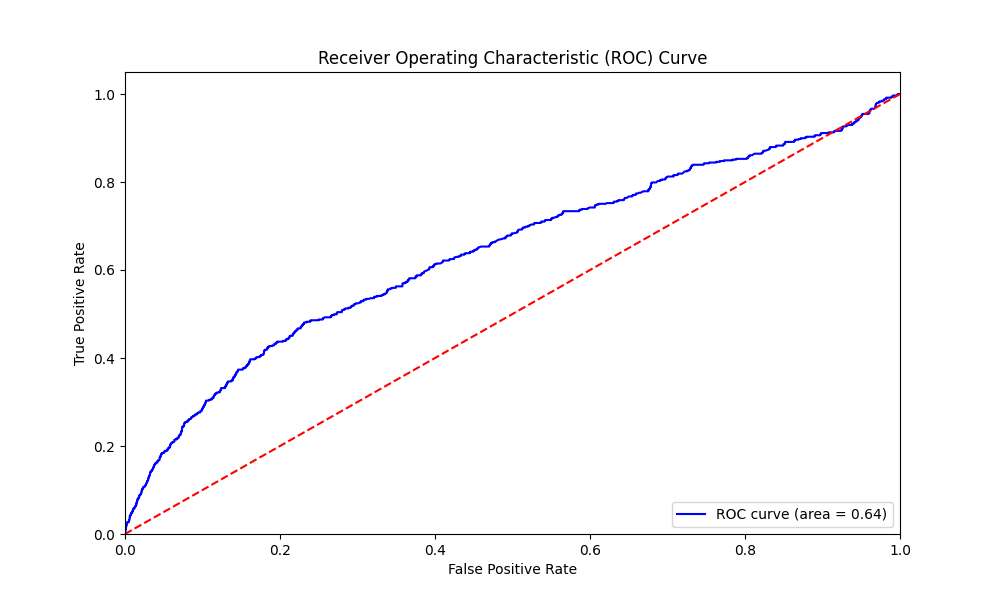 Receiver Operating Characteristic (ROC) Curve
True Positive Rate
1.0
0.8
0.6
0.4
0.2
0.0
0.0 0.2 0.4 0.6 0.8 1.0
False Positive Rate
ROC curve (area = 0.64)